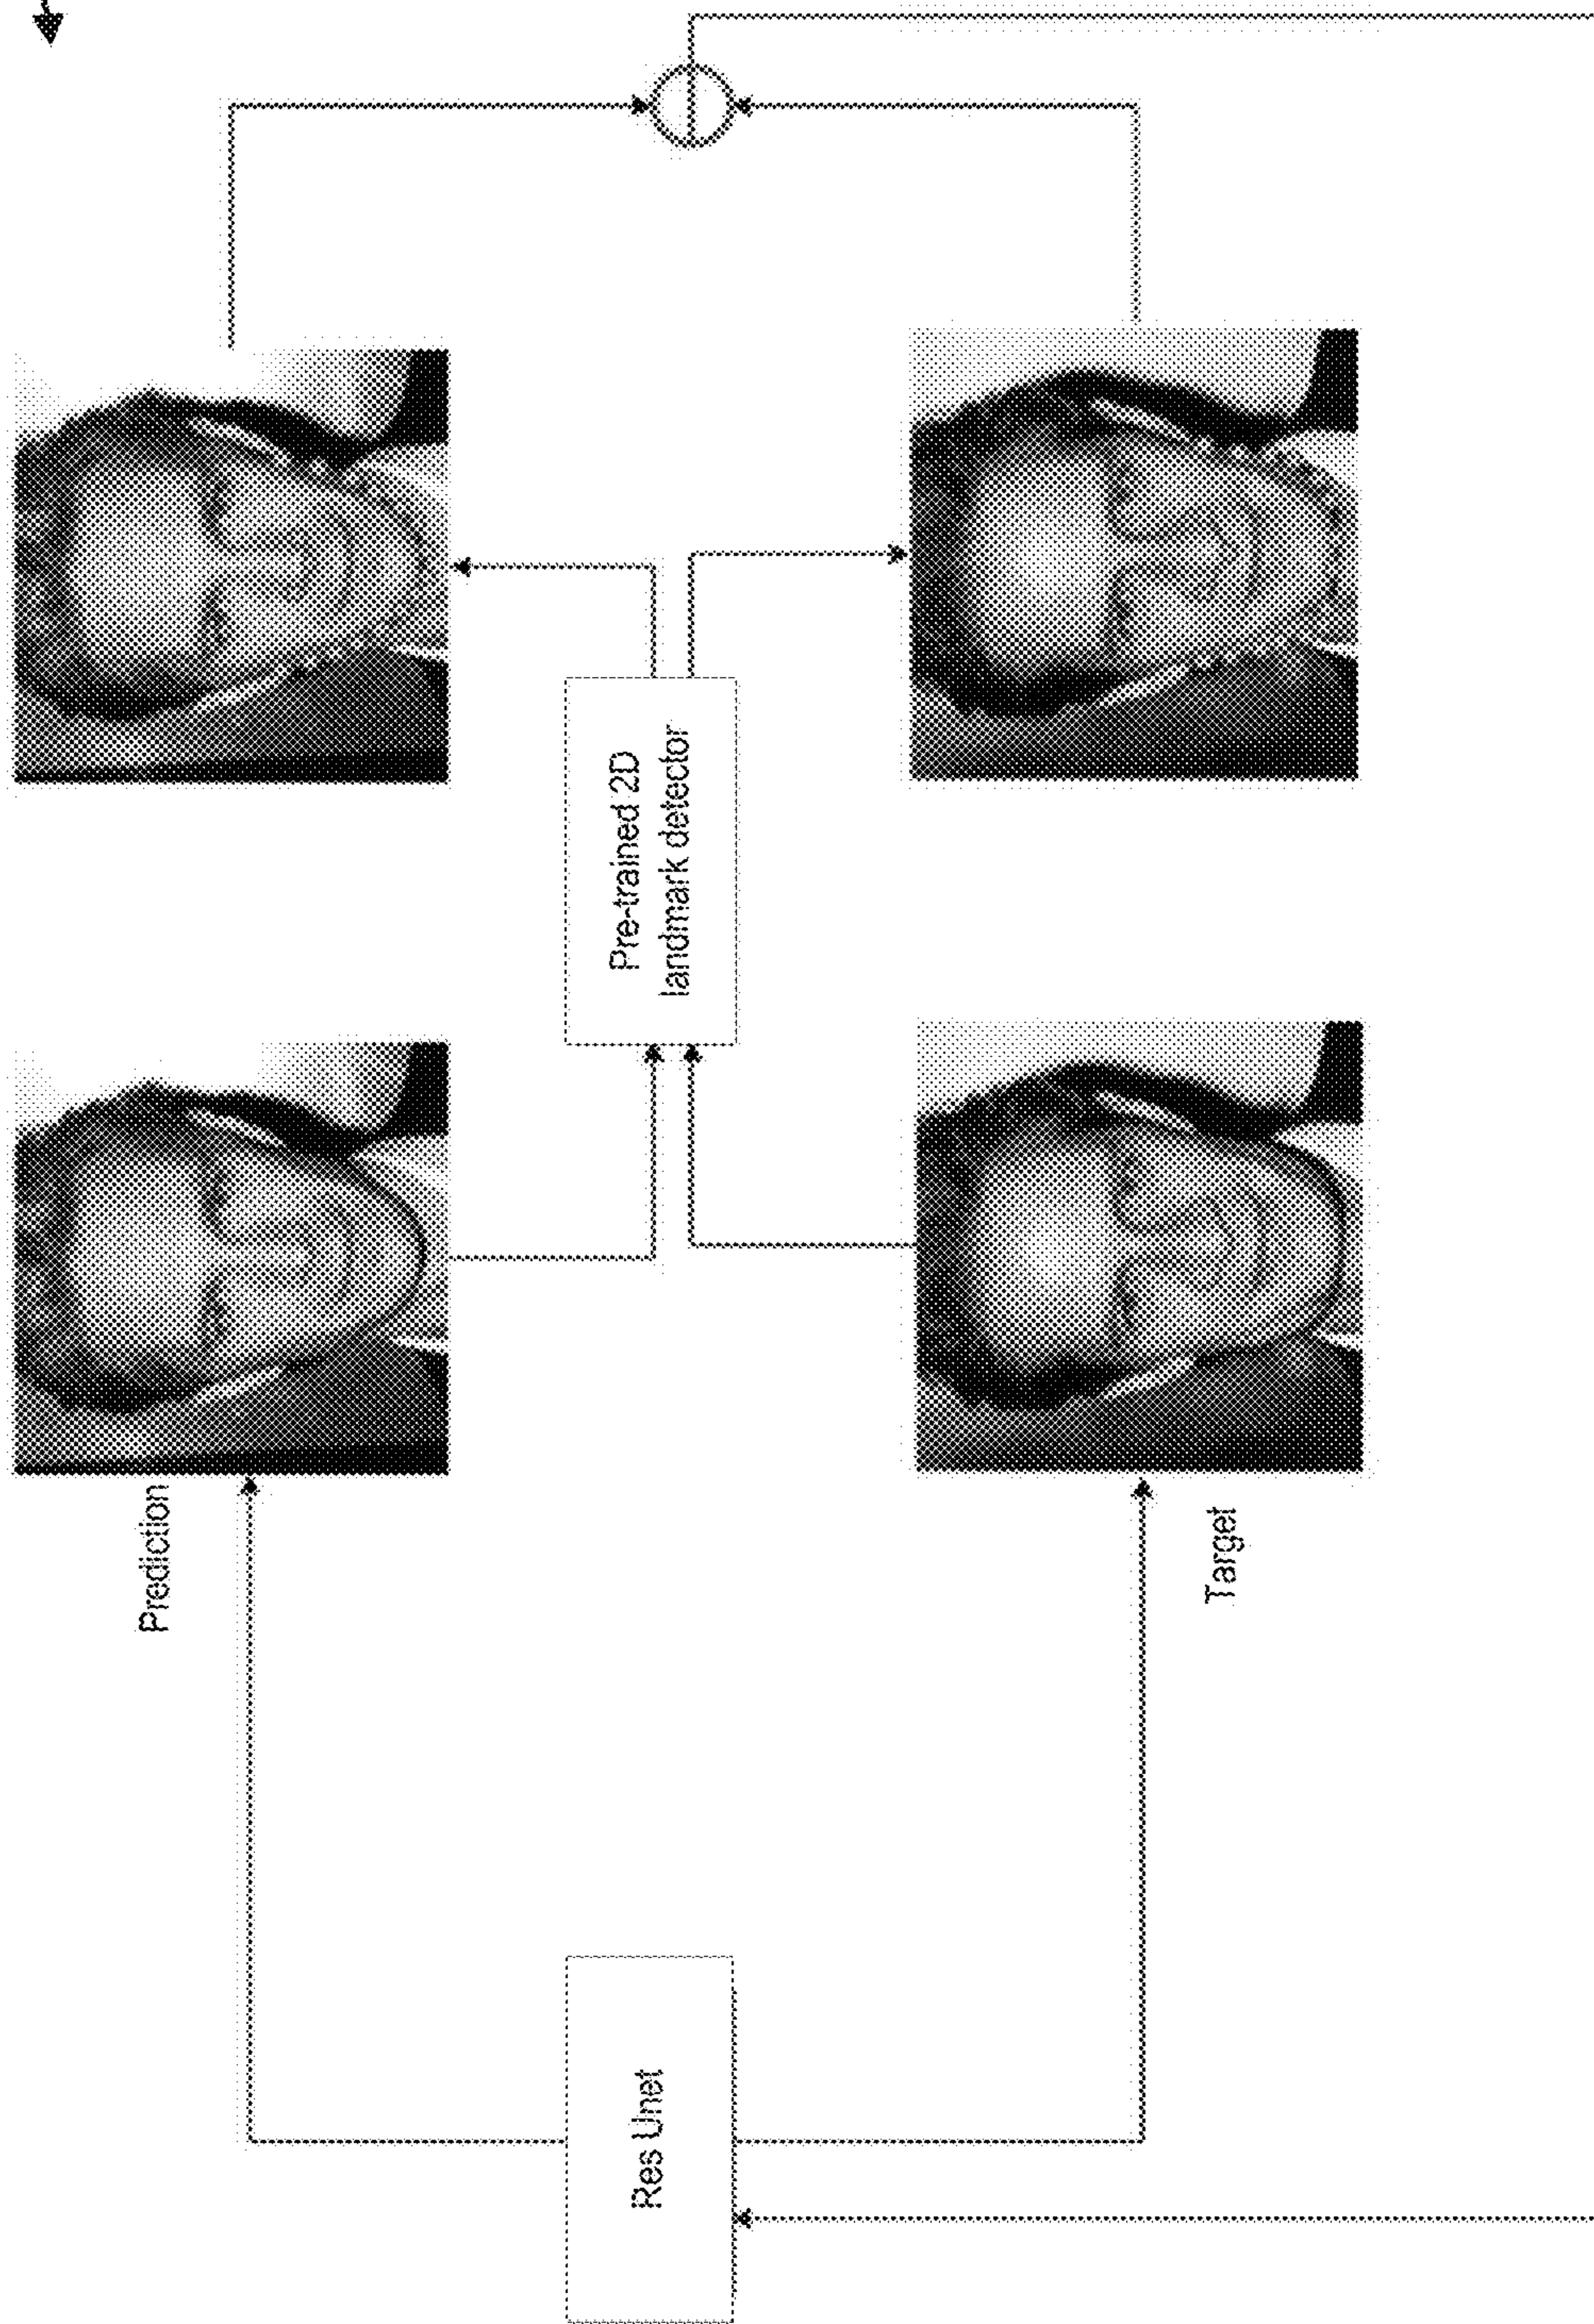 Prediction
Target
Res Unet
Pre-trained 2D
landmark detector